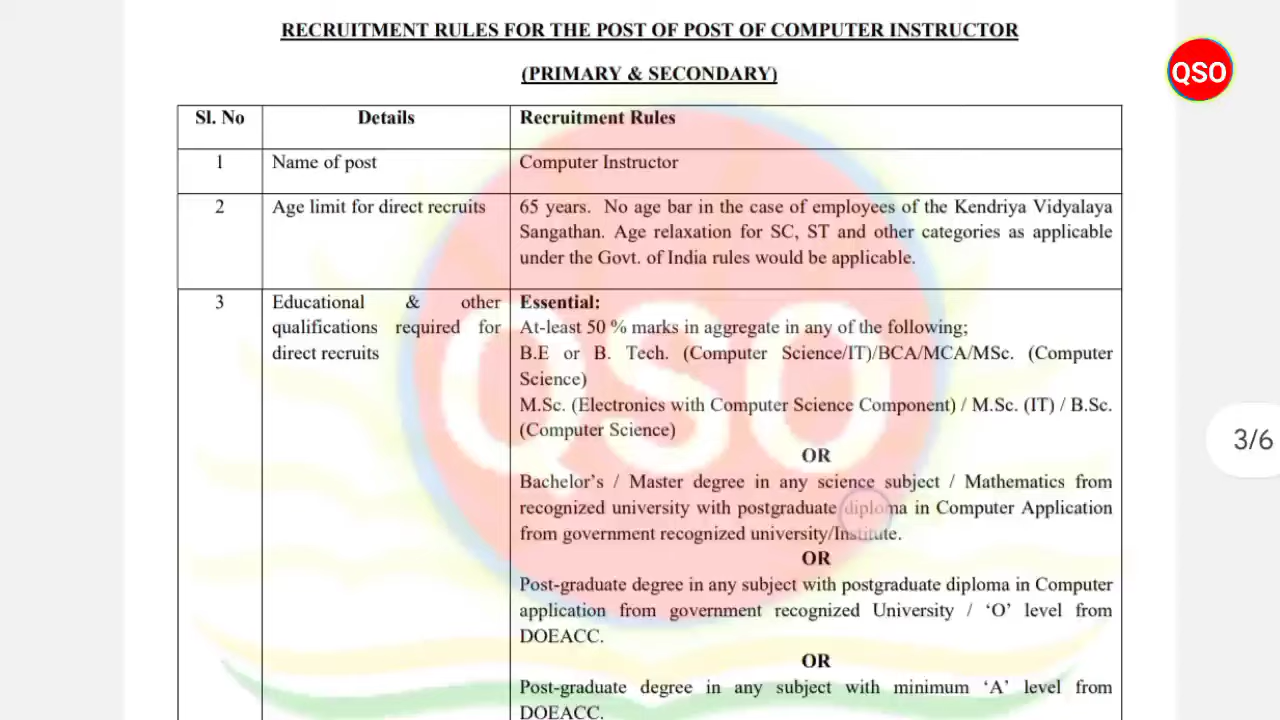 RECRUITMENT RULES FOR THE POST OF POST OF COMPUTER INSTRUCTOR
(PRIMARY & SECONDARY)
QSO
Sl. No Details Recruitment Rules
1 Name of post Computer Instructor
2 Age limit for direct recruits 65 years. No age bar in the case of employees of the Kendriya Vidyalaya
Sangathan. Age relaxation for SC, ST and other categories as applicable
under the Govt. of India rules would be applicable.
3 Educational & other Essential:
qualifications required for At-least 50 % marks in aggregate in any of the following;
direct recruits B.E or B. Tech. (Computer Science/IT)/BCA/MCA/MSc. (Computer
Science)
M.Sc. (Electronics with Computer Science Component) / M.Sc. (IT) / B.Sc.
(Computer Science)
OR
Bachelor's / Master degree in any science subject / Mathematics from
recognized university with postgraduate diploma in Computer Application
from government recognized university/Institute.
OR
Post-graduate degree in any subject with postgraduate diploma in Computer
application from government recognized University / 'O' level from
DOEACC.
OR
Post-graduate degree in any subject with minimum 'A' level from
DOEACC.
QSO
3/6